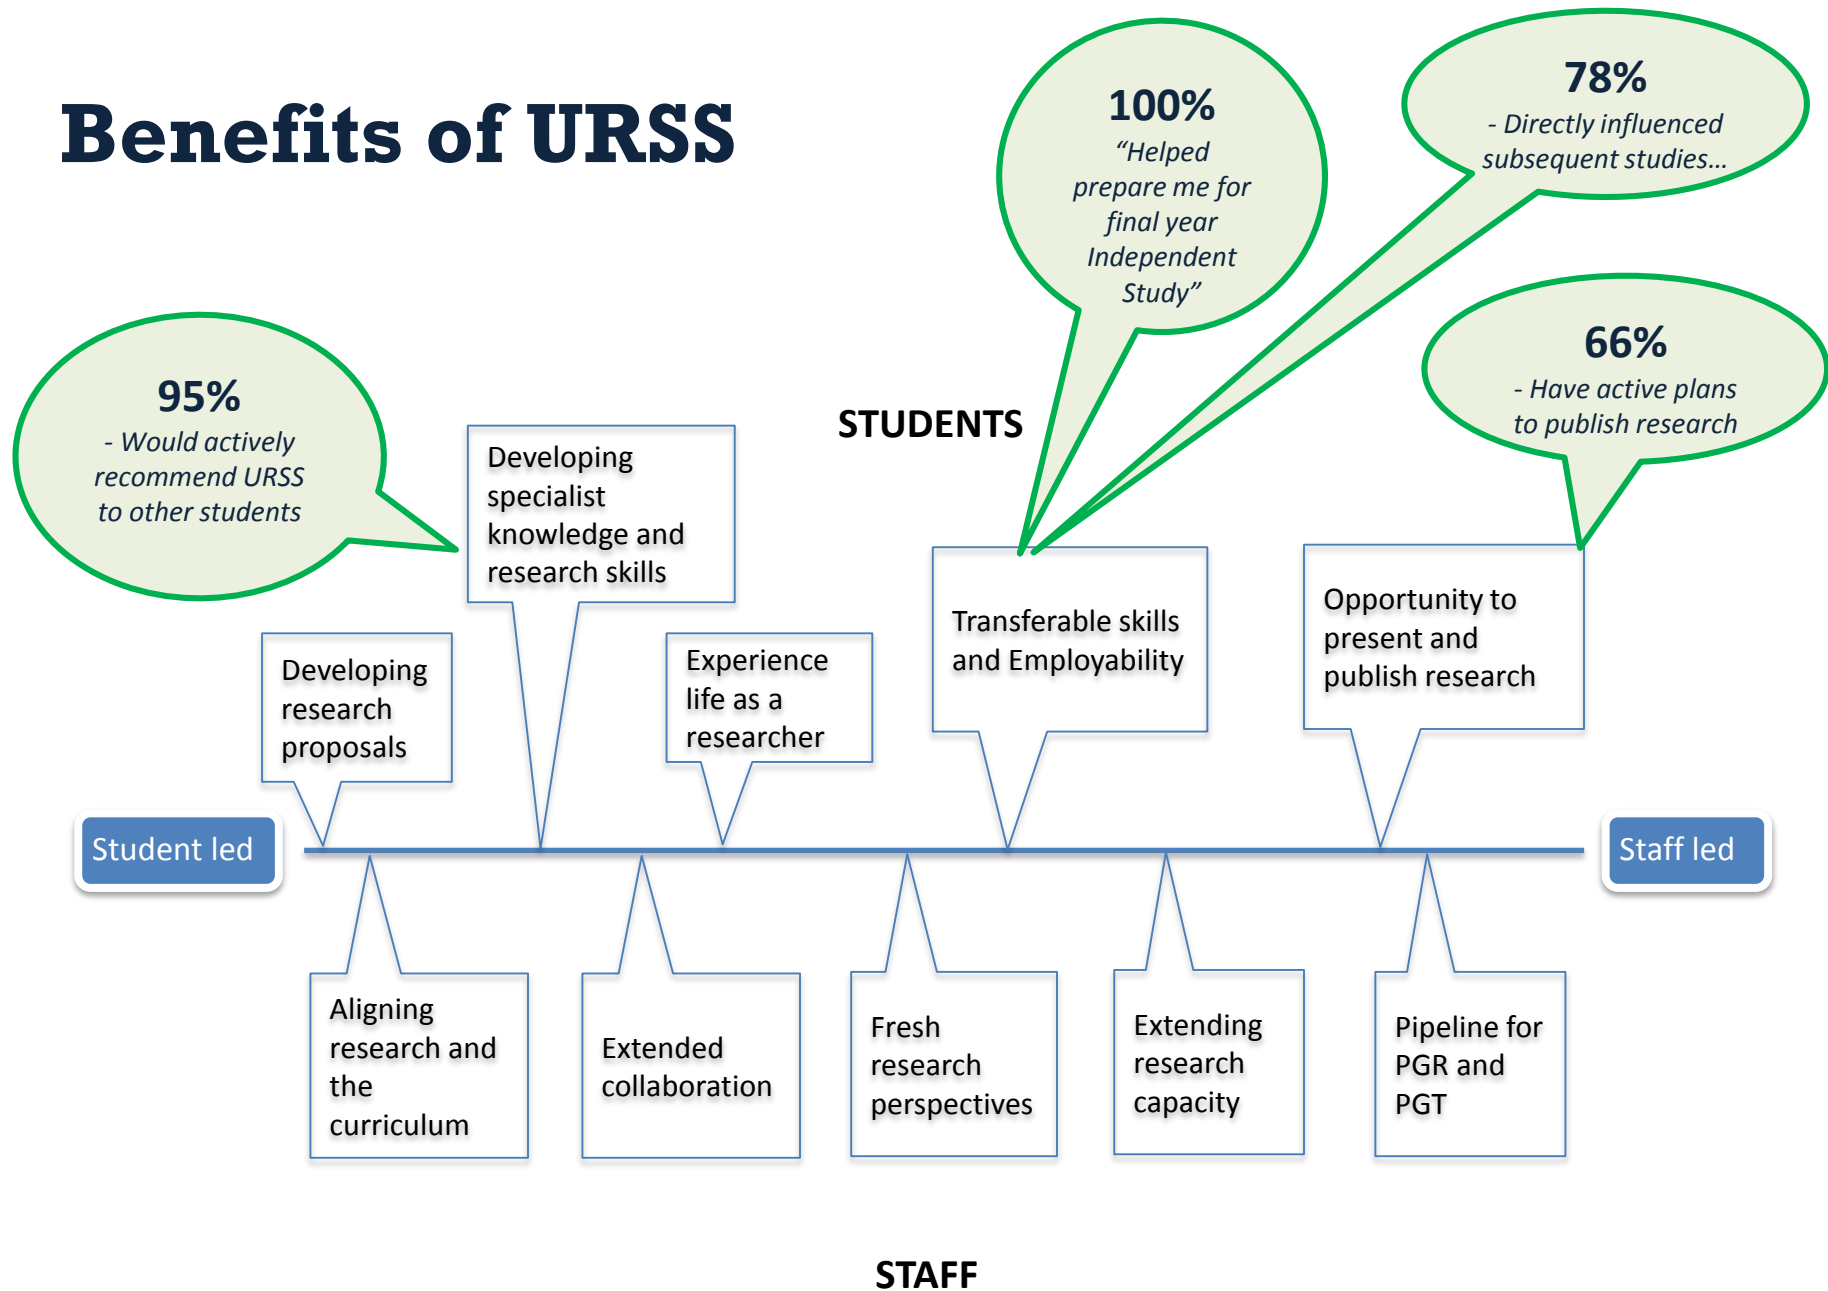 Benefits of URSS
100%
“Helped
prepare me for
final year
Independent
Study”
78%
- Directly influenced
subsequent studies...
66%
- Have active plans
to publish research
95%
- Would actively
recommend URSS
to other students
STUDENTS
Developing
specialist
knowledge and
research skills
Developing
research
proposals
Experience
life as a
researcher
Transferable skills
and Employability
Opportunity to
present and
publish research
Student led
Staff led
Aligning
research and
the
curriculum
Extended
collaboration
Fresh
research
perspectives
Extending
research
capacity
Pipeline for
PGR and
PGT
STAFF